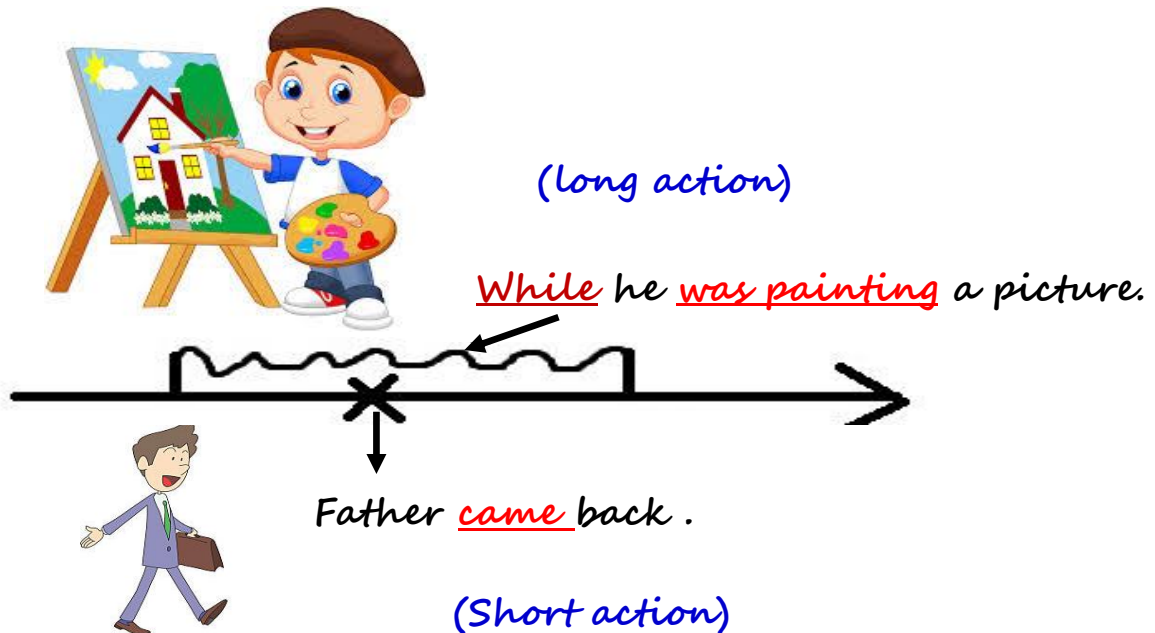 (long action)
While he was painting a picture.
Father came back .
(Short action)